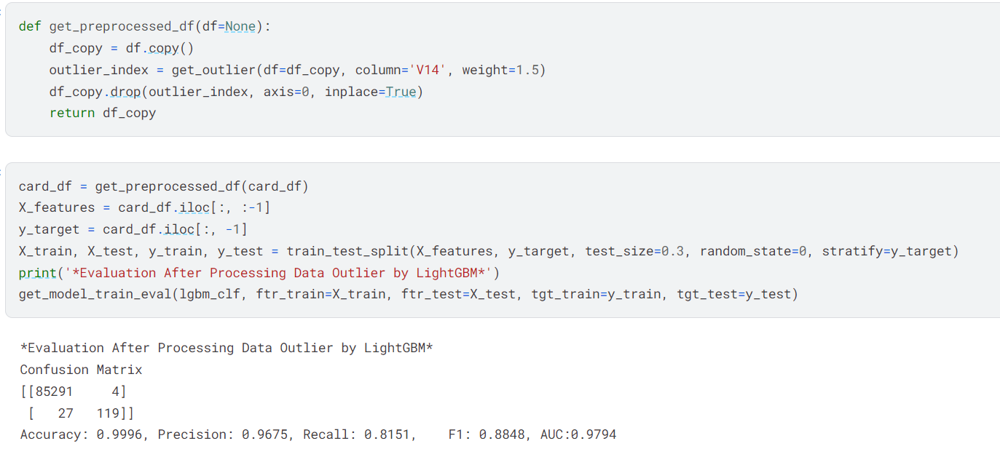 def get_preprocessed_df(df=None):
    df_copy = df.copy()
    outlier_index = get_outlier(df=df_copy, column='V14', weight=1.5)
    df_copy.drop(outlier_index, axis=0, inplace=True)
    return df_copy
card_df = get_preprocessed_df(card_df)
X_features = card_df.iloc[:, :-1]
y_target = card_df.iloc[:, -1]
X_train, X_test, y_train, y_test = train_test_split(X_features, y_target, test_size=0.3, random_state=0, stratify=y_target)
print('*Evaluation After Processing Data Outlier by LightGBM*')
get_model_train_eval(lgbm_clf, ftr_train=X_train, ftr_test=X_test, tgt_train=y_train, tgt_test=y_test)
*Evaluation After Processing Data Outlier by LightGBM*
Confusion Matrix
[[85291     4]
 [   27   119]]
Accuracy: 0.9996, Precision: 0.9675, Recall: 0.8151,    F1: 0.8848, AUC:0.9794